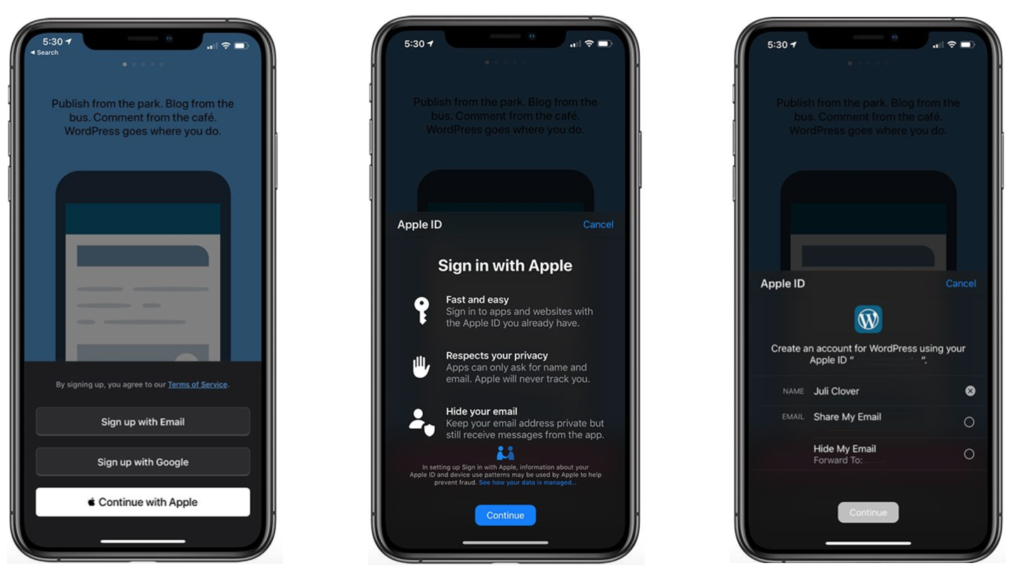 5:30
Search
Publish from the park. Blog from the
bus. Comment from the café.
WordPress goes where you do.
By signing up, you agree to our Terms of Service.
Sign up with Email
Sign up with Google
Continue with Apple
5:30
Publish from the park. Blog from the
bus. Comment from the café.
WordPress goes where you do.
Apple ID
Cancel
Sign in with Apple
Fast and easy
Sign in to apps and websites with
the Apple ID you already have.
Respects your privacy
Apps can only ask for name and
email. Apple will never track you.
Hide your email
Keep your email address private but
still receive messages from the app.
In setting up Sign in with Apple, information about your
Apple ID and device use patterns may be used by Apple to help
prevent fraud. See how your data is managed...
Continue
5:30
Publish from the park. Blog from the
bus. Comment from the café.
WordPress goes where you do.
Apple ID
Cancel
W
Create an account for WordPress using your
Apple ID “ ”.
NAME Juli Clover
EMAIL Share My Email
Hide My Email
Forward To:
Continue